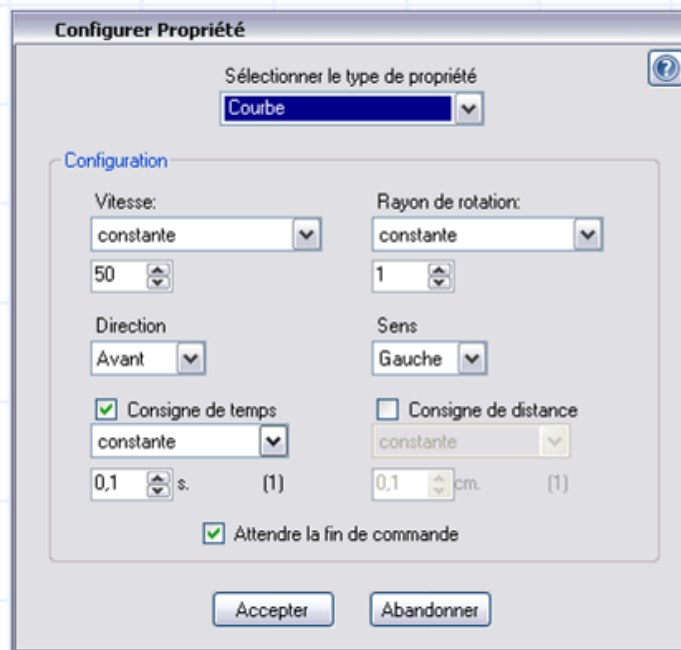 Configurer Propriété
?
Sélectionner le type de propriété
Courbe
Configuration
Vitesse: Rayon de rotation:
constante constante
50 1
Direction Sens
Avant Gauche
Consigne de temps Consigne de distance
constante constante
0,1 s. (1) 0,1 cm. (1)
Attendre la fin de commande
Accepter Abandonner